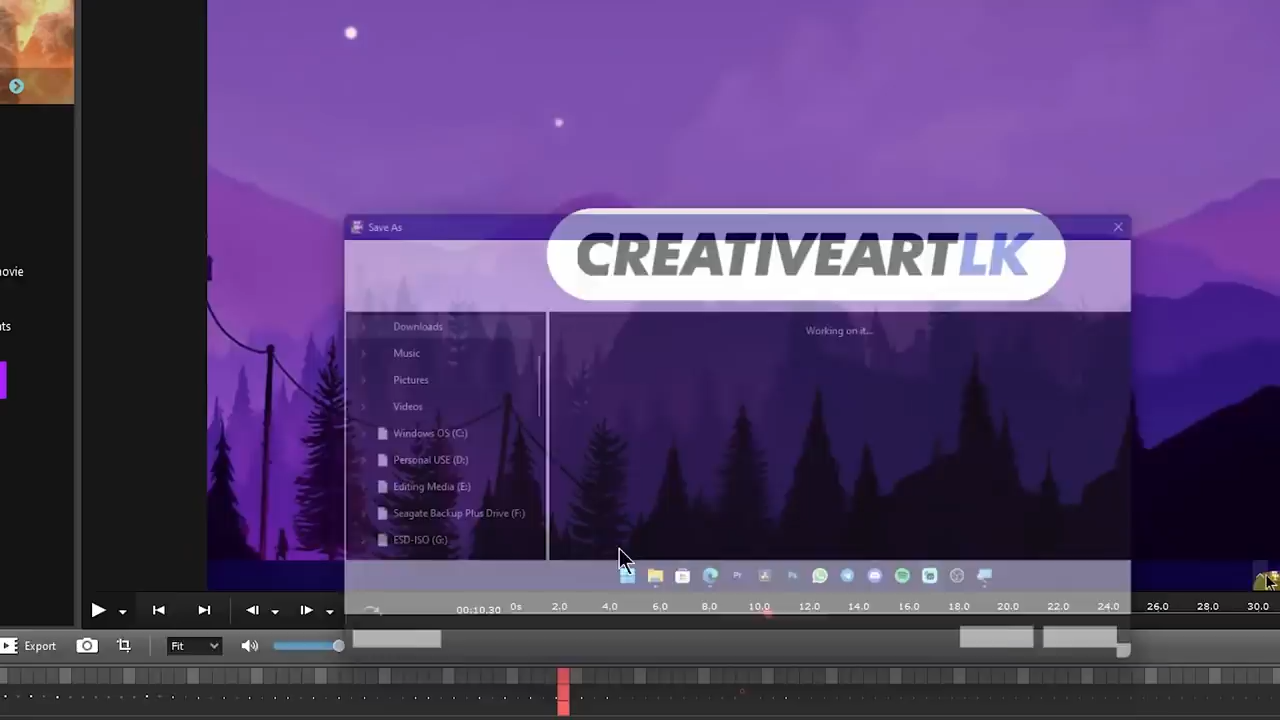 Save As
CREATIVEARTLK
Downloads
Working on it...
Music
Pictures
Videos
Windows OS (C:)
Personal USE (D:)
Editing Media (E:)
Seagate Backup Plus Drive (F:)
ESD-ISO (G:)
ovie
ts
Pr
Ps
00:10.30
0s 2.0 4.0 6.0 8.0 10.0 12.0 14.0 16.0 18.0 20.0 22.0 24.0 26.0 28.0 30.0
Export
Fit